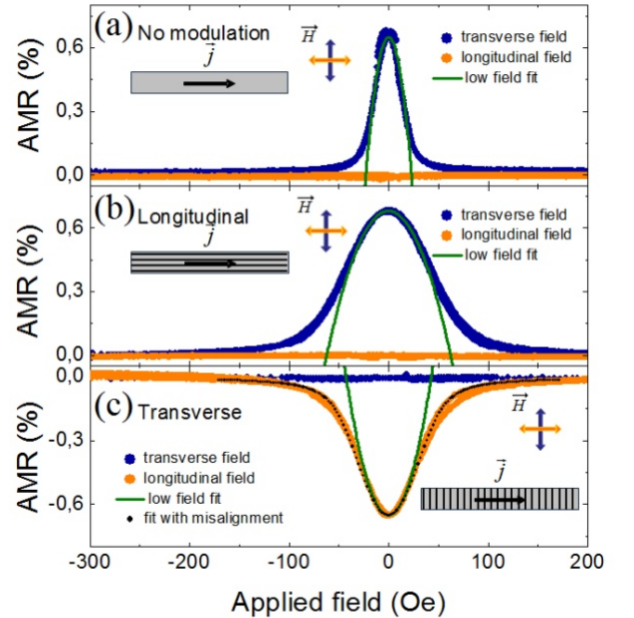 (a) No modulation
j
H
transverse field
longitudinal field
low field fit
AMR (%)
0,6
0,3
0,0
(b) Longitudinal
j
H
transverse field
longitudinal field
low field fit
AMR (%)
0,6
0,3
0,0
(c) Transverse
transverse field
longitudinal field
low field fit
fit with misalignment
H
j
AMR (%)
0,0
-0,3
-0,6
-300 -200 -100 0 100 200
Applied field (Oe)